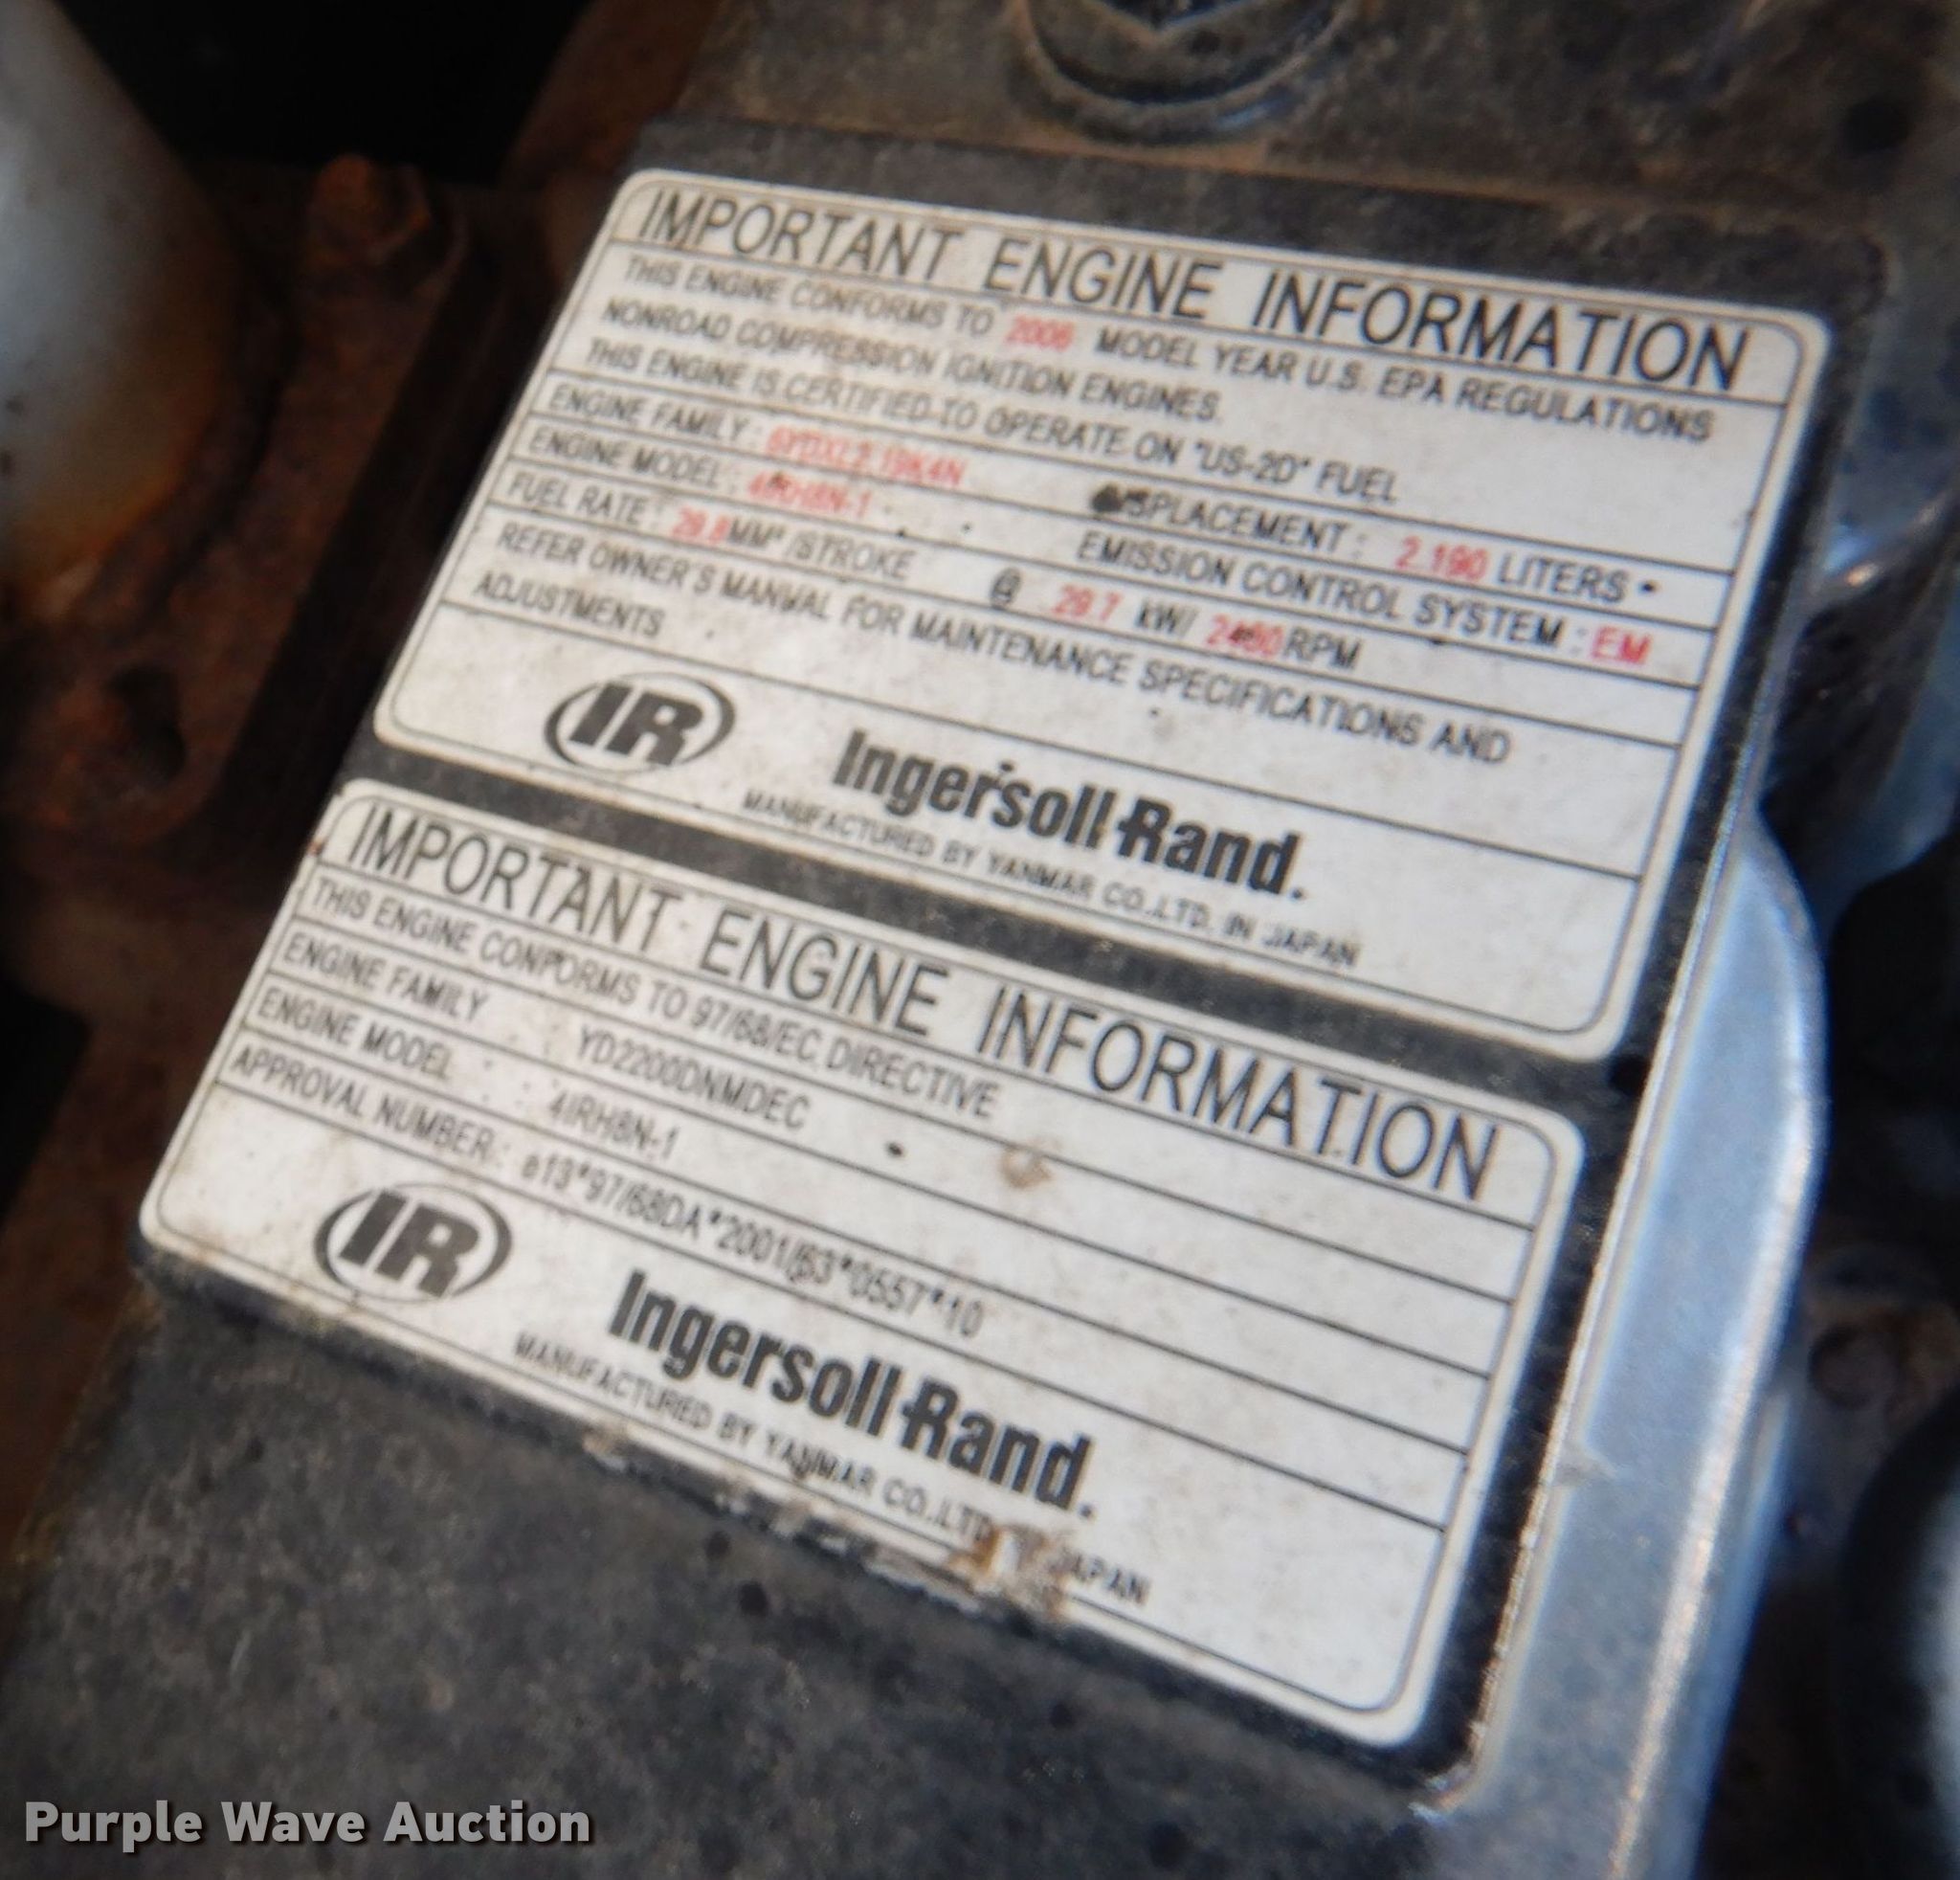 IMPORTANT ENGINE INFORMATION
THIS ENGINE CONFORMS TO 2006 MODEL YEAR U.S. EPA REGULATIONS
NONROAD COMPRESSION IGNITION ENGINES.
THIS ENGINE IS CERTIFIED TO OPERATE ON "US-2D" FUEL
ENGINE FAMILY : DISPLACEMENT : 2.190 LITERS
ENGINE MODEL : 4IRH8N-1 EMISSION CONTROL SYSTEM : EM
FUEL RATE : MM³ /STROKE @ 29.7 kW/ RPM
REFER OWNER'S MANVAL FOR MAINTENANCE SPECIFICATIONS AND
ADJUSTMENTS
IR Ingersoll-Rand.
MANUFACTURED BY YANMAR CO.,LTD. IN JAPAN
IMPORTANT ENGINE INFORMATION
THIS ENGINE CONFORMS TO 97/68/EC DIRECTIVE
ENGINE FAMILY : YD2200DNMDEC
ENGINE MODEL : 4IRH8N-1
APPROVAL NUMBER : e13*97/68DA*2001/63*0557*10
IR Ingersoll-Rand.
MANUFACTURED BY YANMAR CO.,LTD. JAPAN
Purple Wave Auction